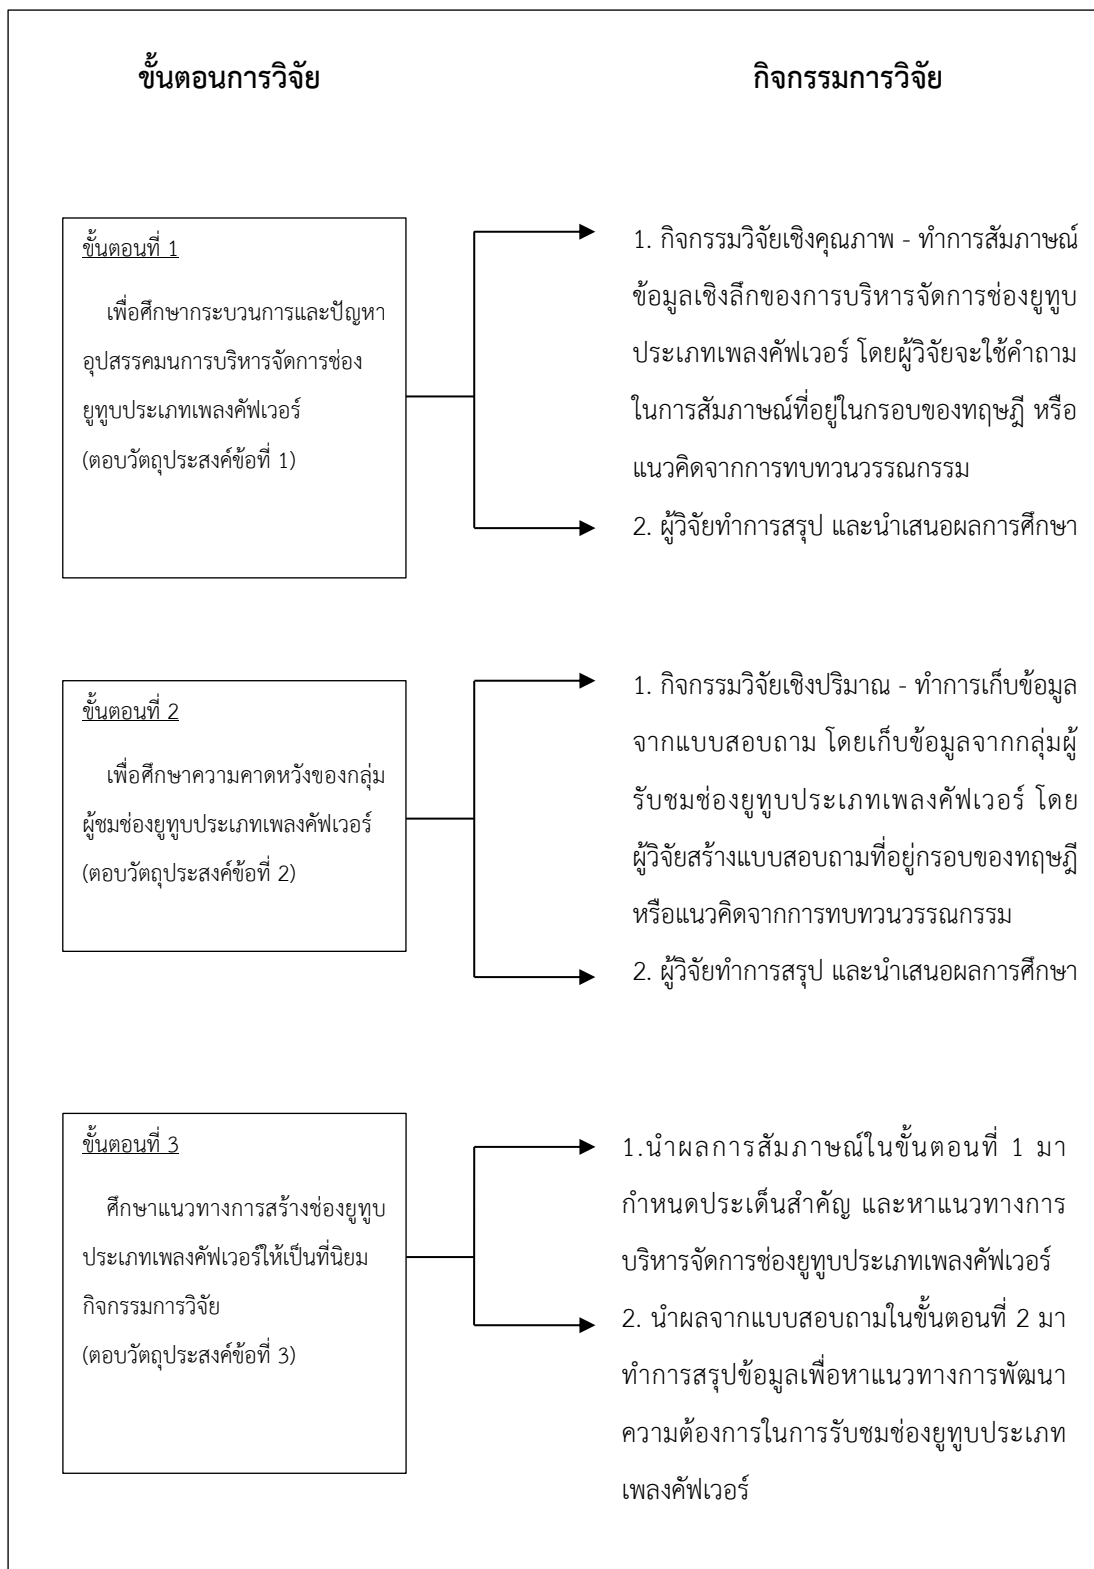 ขั้นตอนการวิจัย
กิจกรรมการวิจัย
ขั้นตอนที่ 1
เพื่อศึกษากระบวนการและปัญหา
อุปสรรคมนการบริหารจัดการช่อง
ยูทูบประเภทเพลงคัฟเวอร์
(ตอบวัตถุประสงค์ข้อที่ 1)
1. กิจกรรมวิจัยเชิงคุณภาพ - ทำการสัมภาษณ์
ข้อมูลเชิงลึกของการบริหารจัดการช่องยูทูบ
ประเภทเพลงคัฟเวอร์ โดยผู้วิจัยจะใช้คำถาม
ในการสัมภาษณ์ที่อยู่ในกรอบของทฤษฎี หรือ
แนวคิดจากการทบทวนวรรณกรรม
2. ผู้วิจัยทำการสรุป และนำเสนอผลการศึกษา
ขั้นตอนที่ 2
เพื่อศึกษาความคาดหวังของกลุ่ม
ผู้ชมช่องยูทูบประเภทเพลงคัฟเวอร์
(ตอบวัตถุประสงค์ข้อที่ 2)
1. กิจกรรมวิจัยเชิงปริมาณ - ทำการเก็บข้อมูล
จากแบบสอบถาม โดยเก็บข้อมูลจากกลุ่มผู้
รับชมช่องยูทูบประเภทเพลงคัฟเวอร์ โดย
ผู้วิจัยสร้างแบบสอบถามที่อยู่กรอบของทฤษฎี
หรือแนวคิดจากการทบทวนวรรณกรรม
2. ผู้วิจัยทำการสรุป และนำเสนอผลการศึกษา
ขั้นตอนที่ 3
ศึกษาแนวทางการสร้างช่องยูทูบ
ประเภทเพลงคัฟเวอร์ให้เป็นที่นิยม
กิจกรรมการวิจัย
(ตอบวัตถุประสงค์ข้อที่ 3)
1.นำผลการสัมภาษณ์ในขั้นตอนที่ 1 มา
กำหนดประเด็นสำคัญ และหาแนวทางการ
บริหารจัดการช่องยูทูบประเภทเพลงคัฟเวอร์
2. นำผลจากแบบสอบถามในขั้นตอนที่ 2 มา
ทำการสรุปข้อมูลเพื่อหาแนวทางการพัฒนา
ความต้องการในการรับชมช่องยูทูบประเภท
เพลงคัฟเวอร์